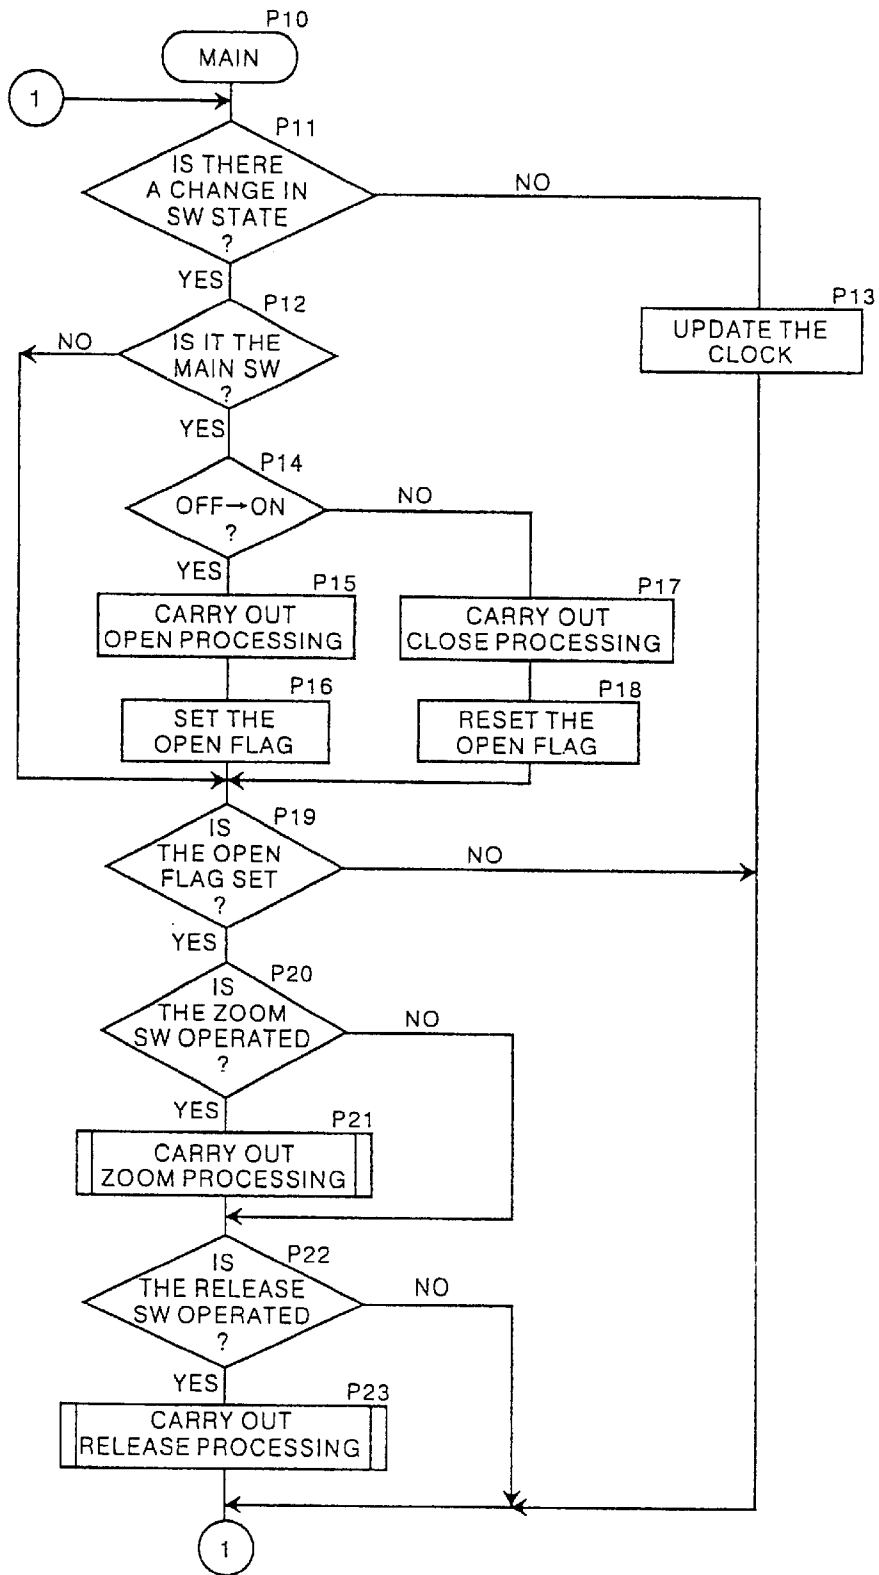 P10
MAIN
1
P11
IS THERE
A CHANGE IN
SW STATE
?
NO
YES
P12
P13
IS IT THE
MAIN SW
?
NO
UPDATE THE
CLOCK
YES
P14
OFF→ON
?
NO
YES
P15
CARRY OUT
OPEN PROCESSING
P17
CARRY OUT
CLOSE PROCESSING
P16
SET THE
OPEN FLAG
P18
RESET THE
OPEN FLAG
P19
IS
THE OPEN
FLAG SET
?
NO
YES
P20
IS
THE ZOOM
SW OPERATED
?
NO
YES
P21
CARRY OUT
ZOOM PROCESSING
P22
IS
THE RELEASE
SW OPERATED
?
NO
YES
P23
CARRY OUT
RELEASE PROCESSING
1